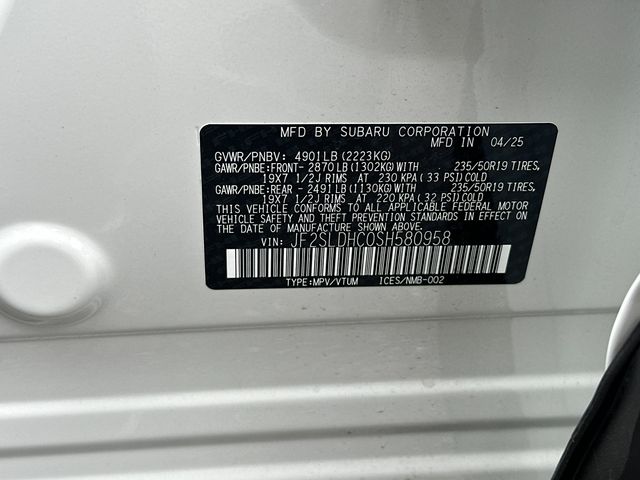 MFD BY SUBARU CORPORATION
MFD IN 04/25
GVWR/PNBV: 4901LB(2223KG)
GAWR/PNBE:FRONT- 2870LB(1302KG)WITH 235/50R19 TIRES,
19X7 1/2J RIMS AT 230 KPA(33 PSI)COLD
GAWR/PNBE:REAR - 2491LB(1130KG)WITH 235/50R19 TIRES,
19X7 1/2J RIMS AT 220 KPA(32 PSI)COLD
THIS VEHICLE CONFORMS TO ALL APPLICABLE FEDERAL MOTOR
VEHICLE SAFETY AND THEFT PREVENTION STANDARDS IN EFFECT ON
THE DATE OF MANUFACTURE SHOWN ABOVE.
VIN: JF2SLDHC0SH580958
TYPE:MPV/VTUM ICES/NMB-002